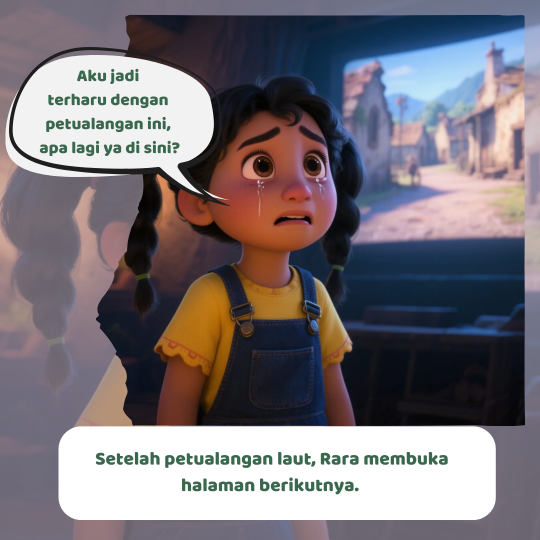 Aku jadi
terharu dengan
petualangan ini,
apa lagi ya di sini?
Setelah petualangan laut, Rara membuka
halaman berikutnya.